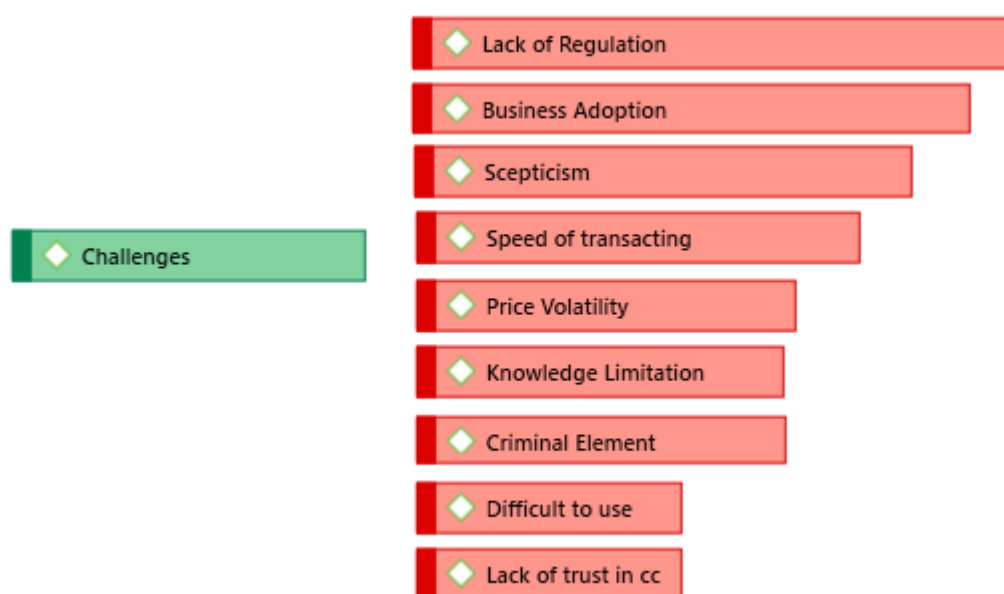 Lack of Regulation
Business Adoption
Scepticism
Speed of transacting
Challenges
Price Volatility
Knowledge Limitation
Criminal Element
Difficult to use
Lack of trust in cc